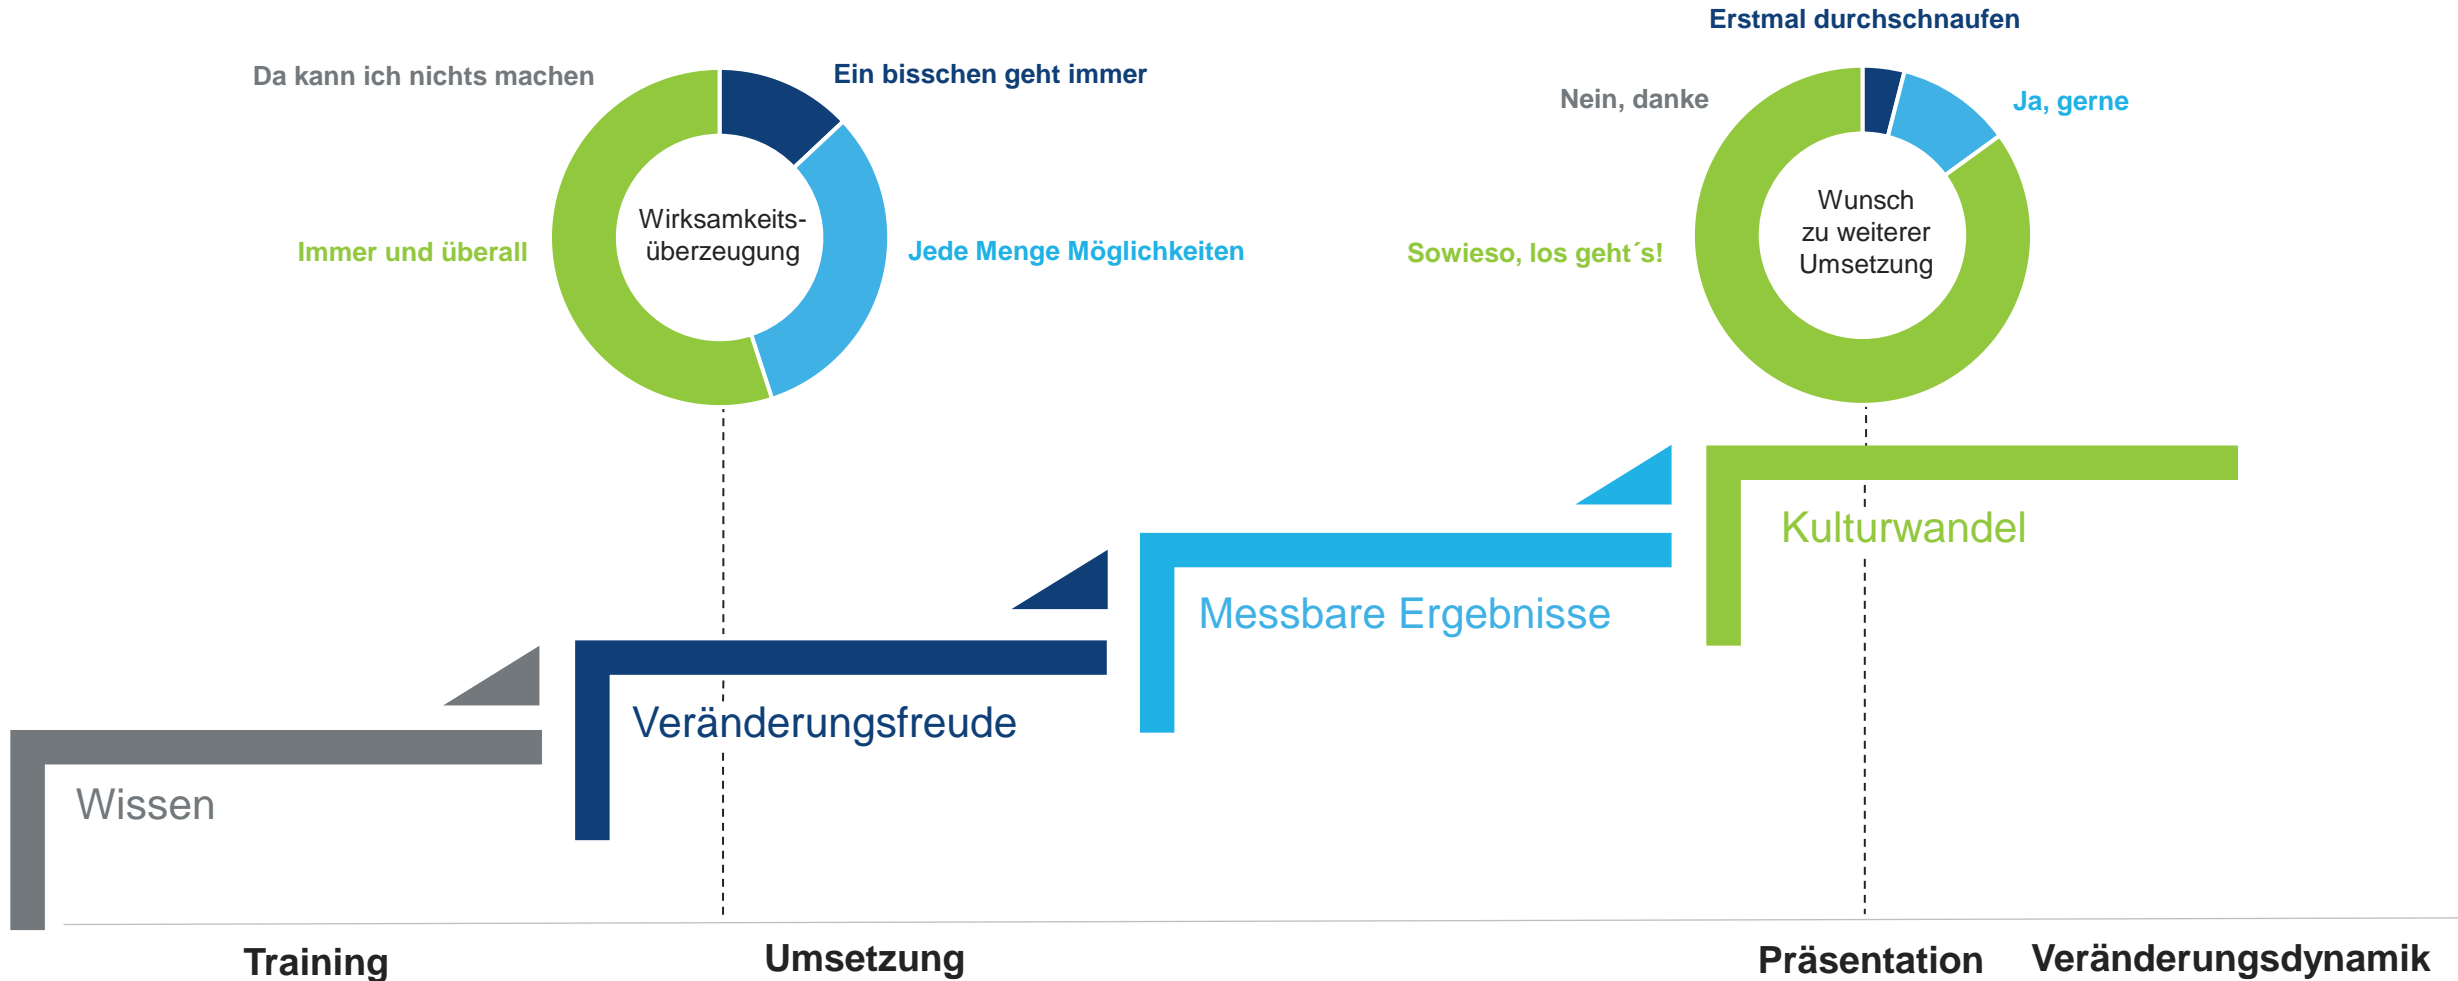 Erstmal durchschnaufen
Da kann ich nichts machen
Ein bisschen geht immer
Nein, danke
Ja, gerne
Wirksamkeits-
überzeugung
Wunsch
zu weiterer
Umsetzung
Immer und überall
Jede Menge Möglichkeiten
Sowieso, los geht´s!
Kulturwandel
Messbare Ergebnisse
Veränderungsfreude
Wissen
Training
Umsetzung
Präsentation
Veränderungsdynamik